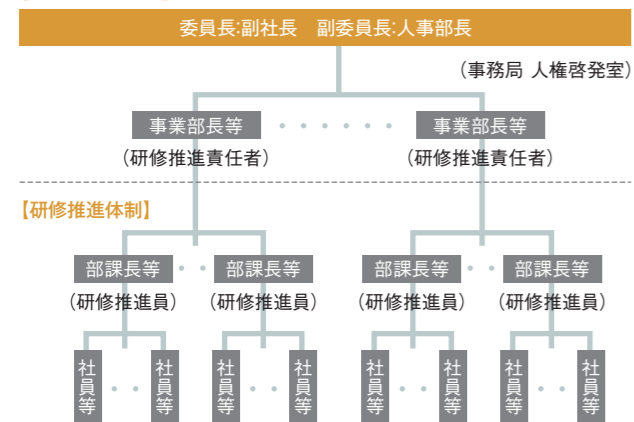 委員長:副社長　副委員長:人事部長
（事務局 人権啓発室）
事業部長等 ・・・・・・ 事業部長等
（研修推進責任者） （研修推進責任者）
【研修推進体制】
部課長等 ・・ 部課長等 部課長等 ・・ 部課長等
（研修推進員） （研修推進員） （研修推進員） （研修推進員）
社員等 ・・ 社員等 社員等 ・・ 社員等 社員等 ・・ 社員等 社員等 ・・ 社員等